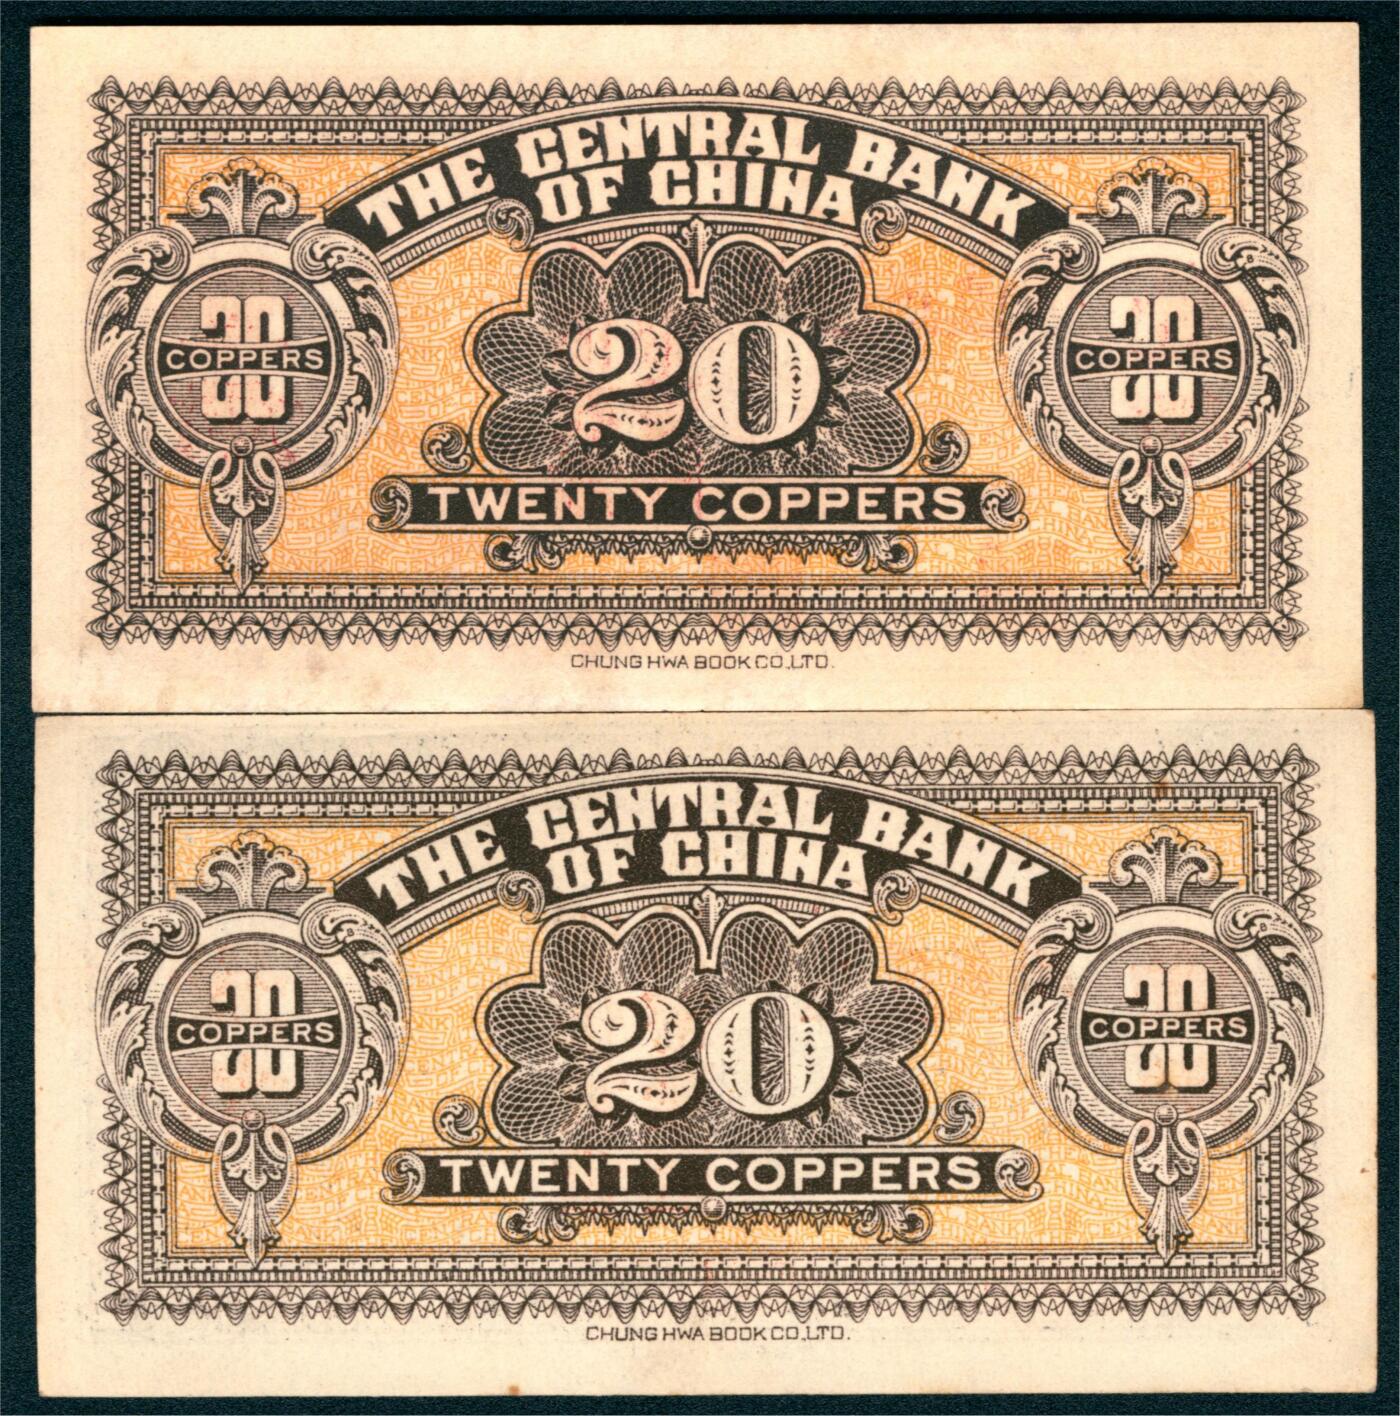 THE CENTRAL BANK
OF CHINA
20
COPPERS
20
20
COPPERS
TWENTY COPPERS
CHUNG HWA BOOK CO.,LTD.
THE CENTRAL BANK
OF CHINA
20
COPPERS
20
20
COPPERS
TWENTY COPPERS
CHUNG HWA BOOK CO.,LTD.